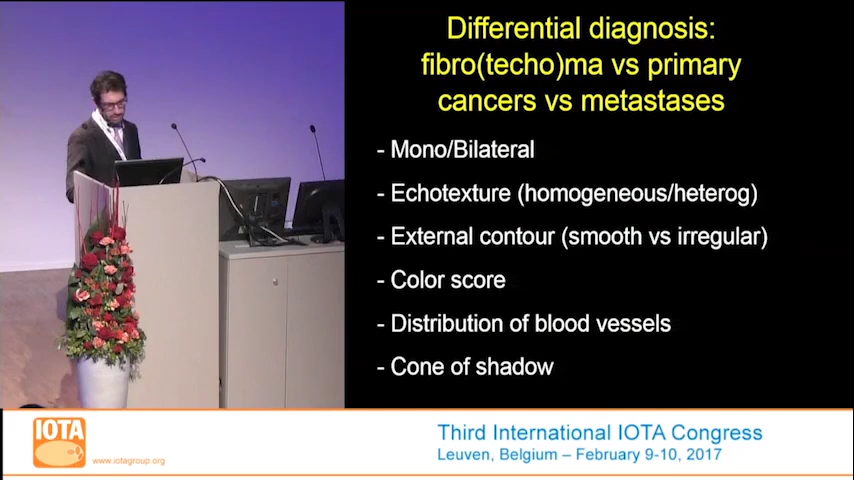 Differential diagnosis:
fibro(techo)ma vs primary
cancers vs metastases
- Mono/Bilateral
- Echotexture (homogeneous/heterog)
- External contour (smooth vs irregular)
- Color score
- Distribution of blood vessels
- Cone of shadow
IOTA
www.iotagroup.org
Third International IOTA Congress
Leuven, Belgium – February 9-10, 2017